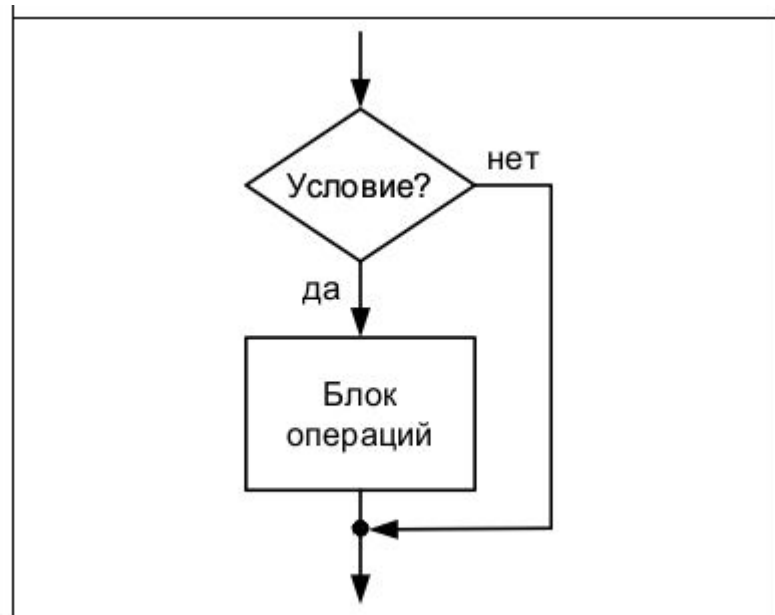 Условие?
нет
да
Блок
операций